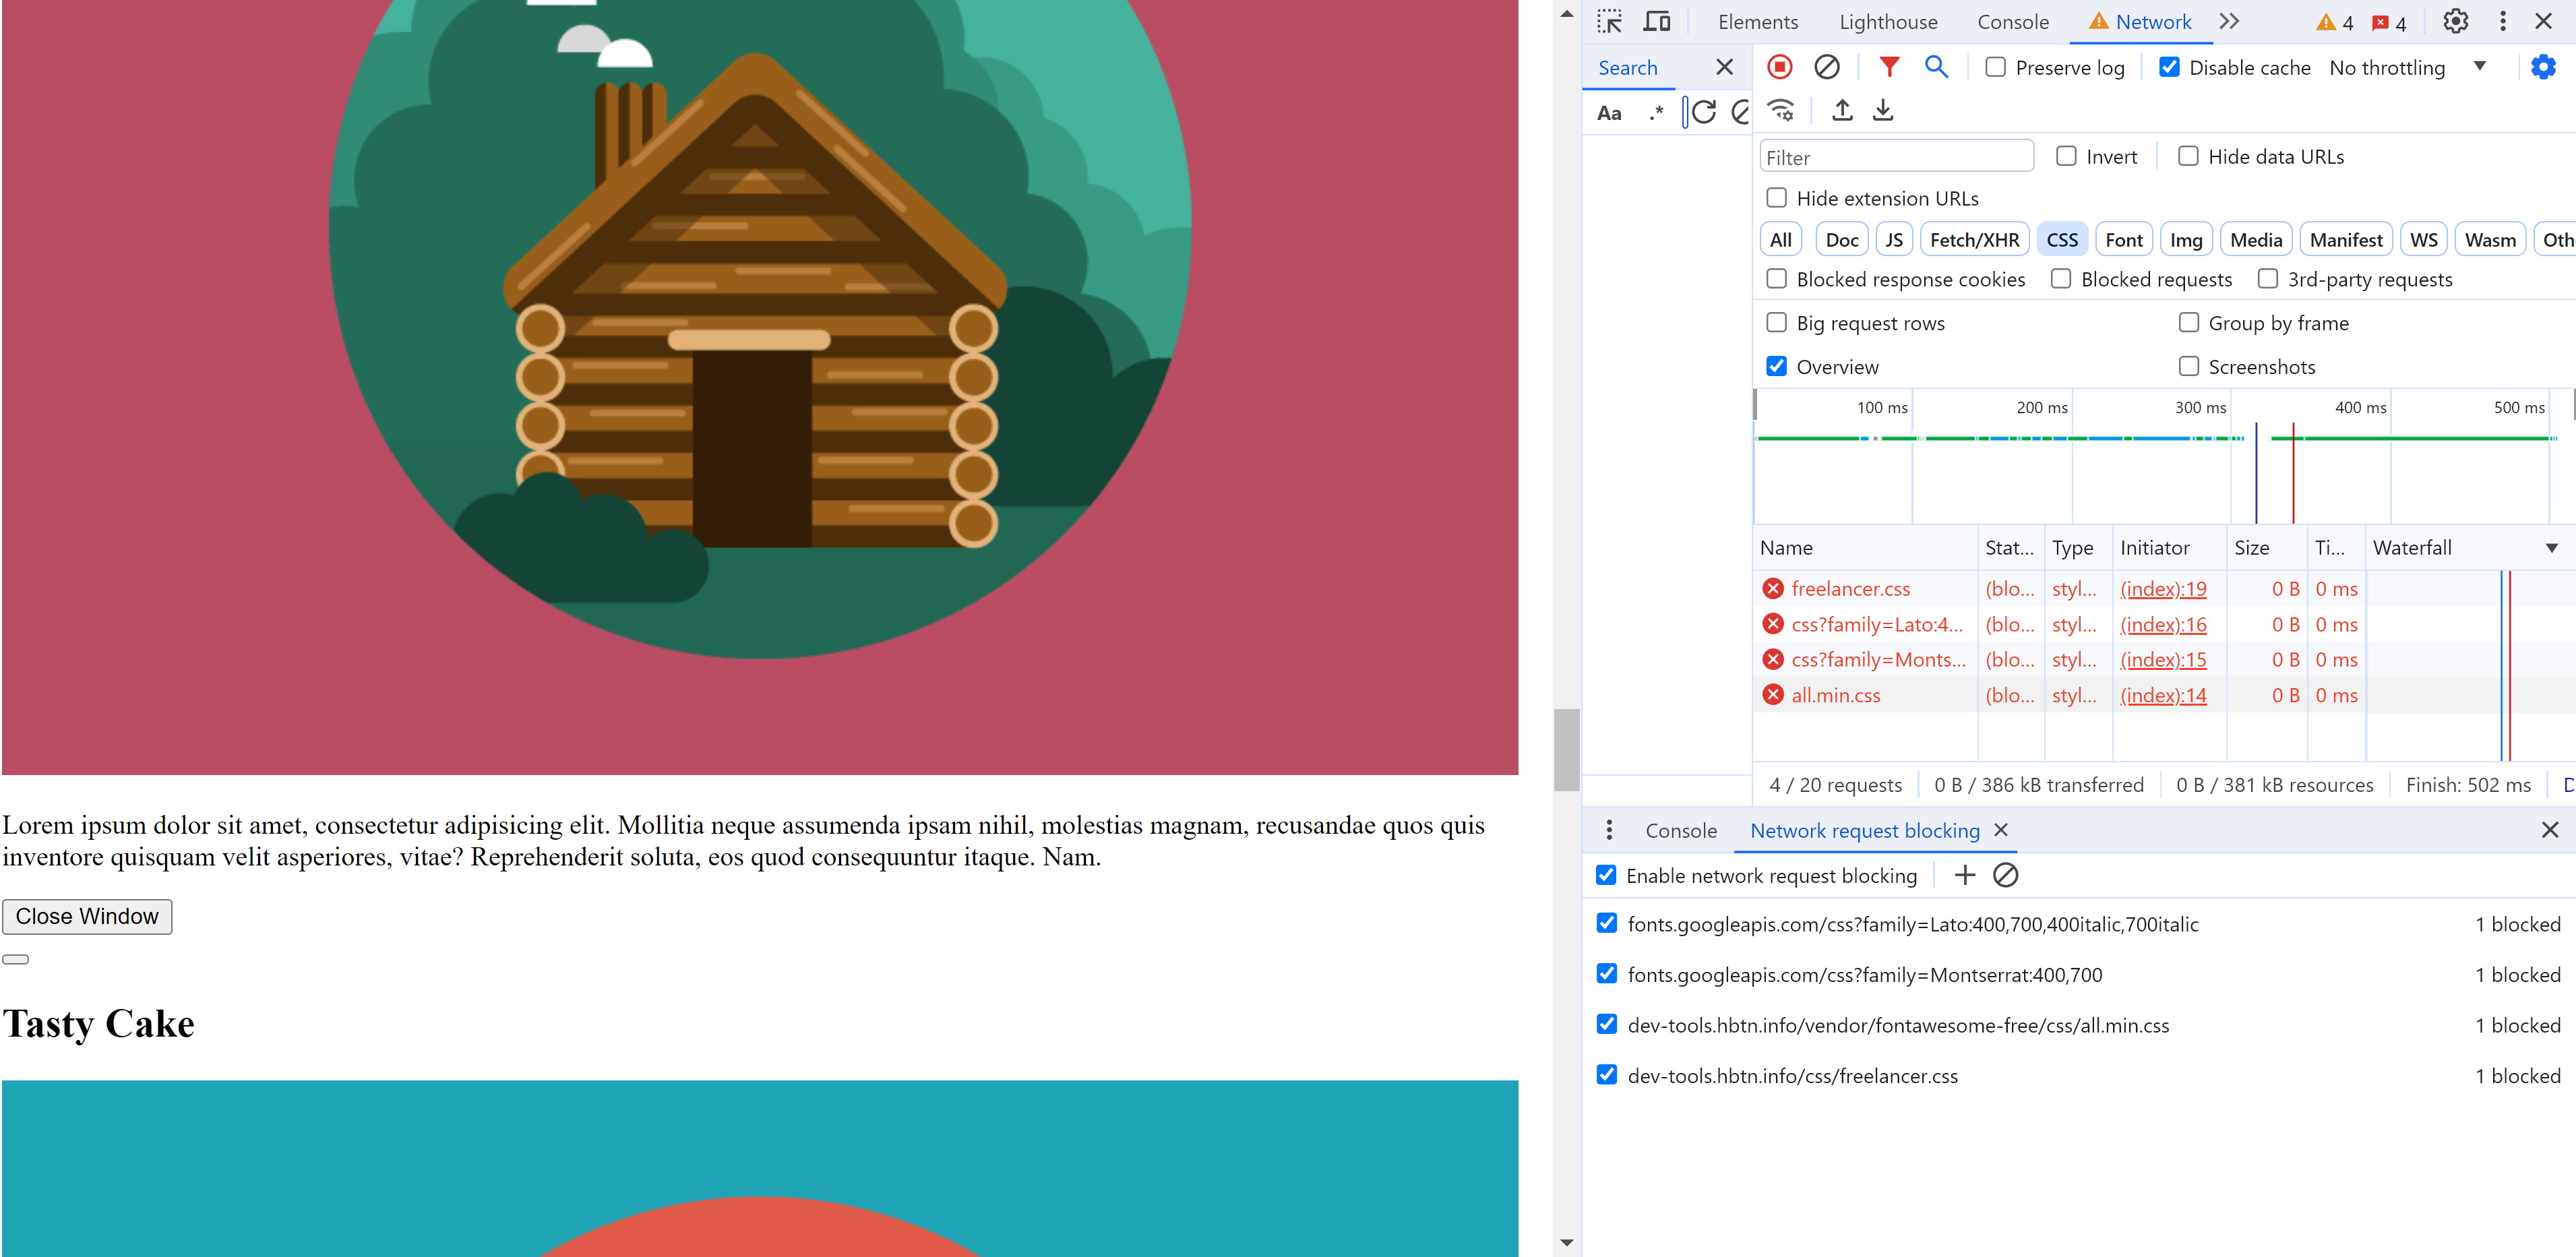 Lorem ipsum dolor sit amet, consectetur adipisicing elit. Mollitia neque assumenda ipsam nihil, molestias magnam, recusandae quos quis
inventore quisquam velit asperiores, vitae? Reprehenderit soluta, eos quod consequuntur itaque. Nam.
Close Window
Tasty Cake
Elements Lighthouse Console Network 4 4
Search
Preserve log Disable cache No throttling
Aa .*
Filter Invert Hide data URLs
Hide extension URLs
All Doc JS Fetch/XHR CSS Font Img Media Manifest WS Wasm Oth
Blocked response cookies Blocked requests 3rd-party requests
Big request rows Group by frame
Overview Screenshots
100 ms 200 ms 300 ms 400 ms 500 ms
Name Stat... Type Initiator Size Ti... Waterfall
freelancer.css (blo... styl... (index):19 0 B 0 ms
css?family=Lato:4... (blo... styl... (index):16 0 B 0 ms
css?family=Monts... (blo... styl... (index):15 0 B 0 ms
all.min.css (blo... styl... (index):14 0 B 0 ms
4 / 20 requests 0 B / 386 kB transferred 0 B / 381 kB resources Finish: 502 ms D
Console Network request blocking
Enable network request blocking
fonts.googleapis.com/css?family=Lato:400,700,400italic,700italic 1 blocked
fonts.googleapis.com/css?family=Montserrat:400,700 1 blocked
dev-tools.hbtn.info/vendor/fontawesome-free/css/all.min.css 1 blocked
dev-tools.hbtn.info/css/freelancer.css 1 blocked